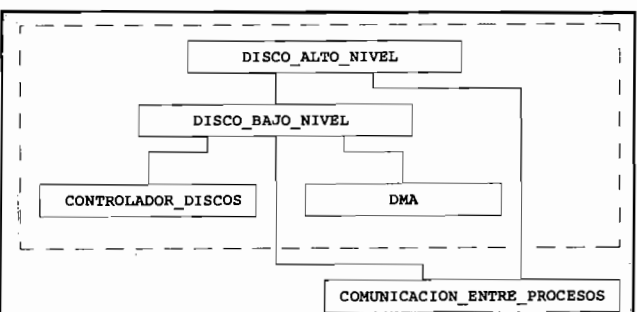 DISCO_ALTO_NIVEL
DISCO_BAJO_NIVEL
CONTROLADOR_DISCOS
DMA
COMUNICACION_ENTRE_PROCESOS